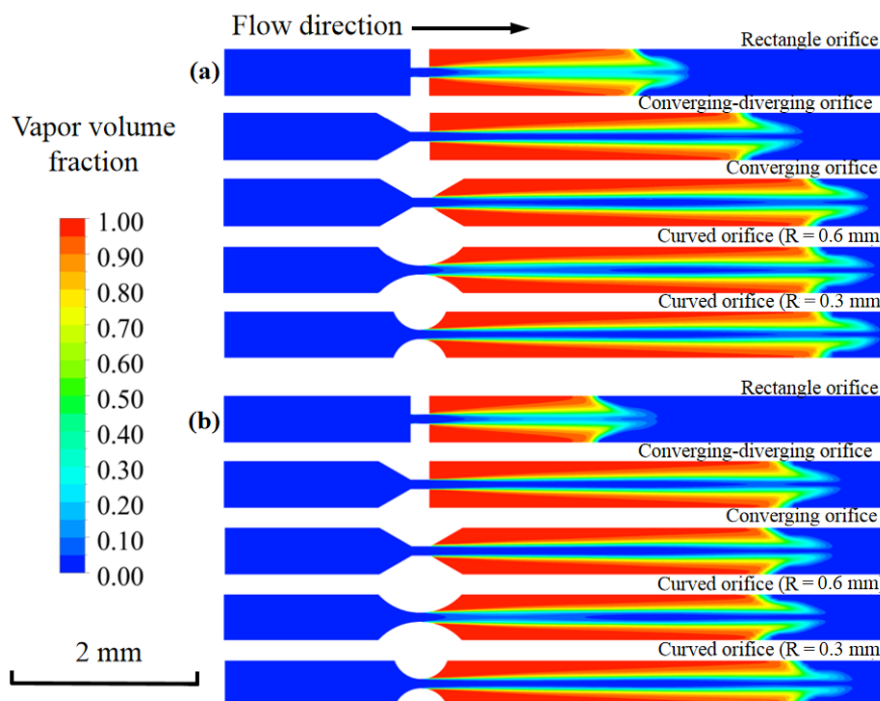 Flow direction
Rectangle orifice
(a)
Converging-diverging orifice
Vapor volume
fraction
Converging orifice
Curved orifice (R = 0.6 mm)
Curved orifice (R = 0.3 mm
1.00
0.90
0.80
0.70
0.60
0.50
0.40
0.30
0.20
0.10
0.00
Rectangle orifice
(b)
Converging-diverging orifice
Converging orifice
Curved orifice (R = 0.6 mm)
Curved orifice (R = 0.3 mm
2 mm